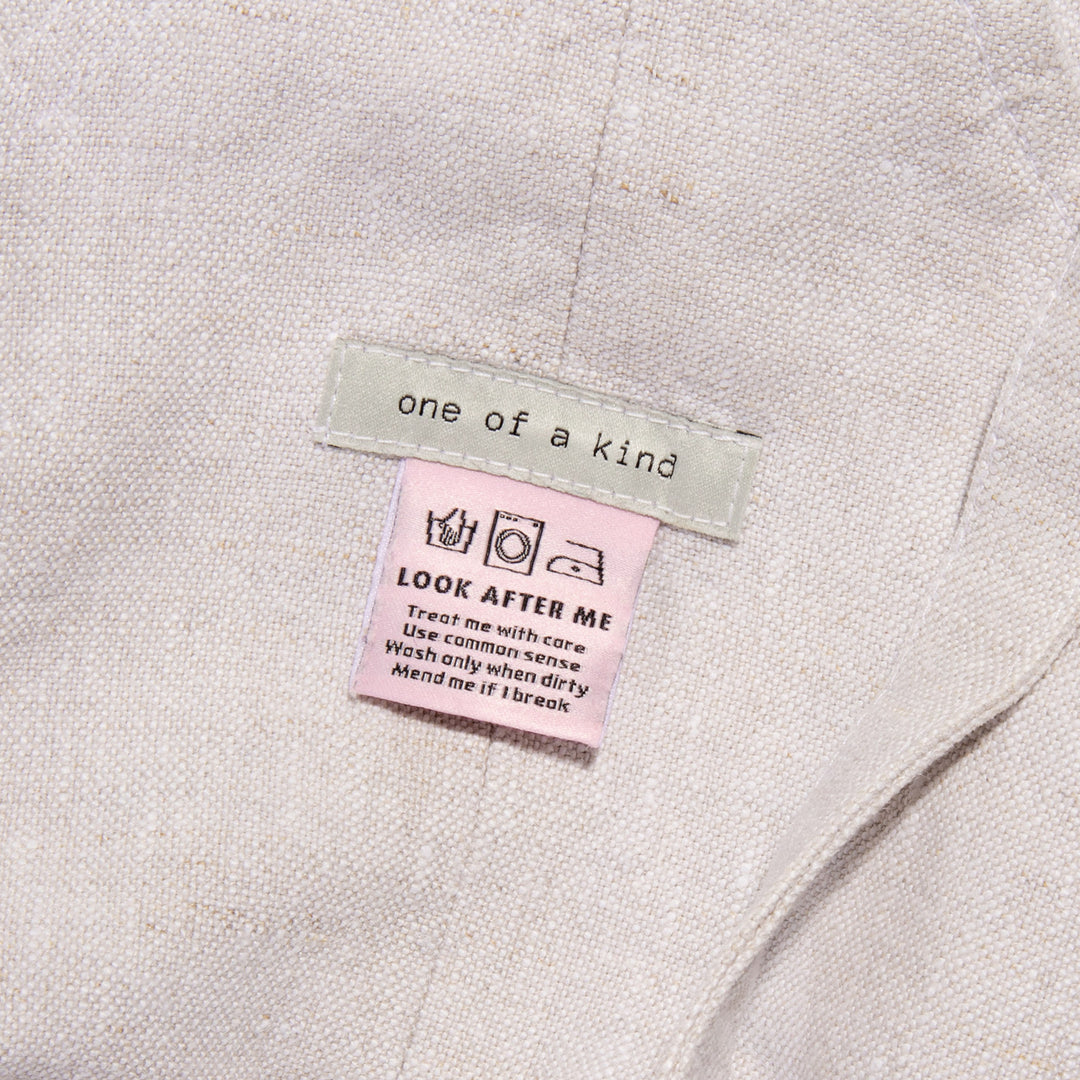 one of a kind
LOOK AFTER ME
Treat me with care
Use common sense
Wash only when dirty
Mend me if I break